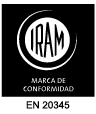 IRAM
MARCA DE
CONFORMIDAD
EN 20345